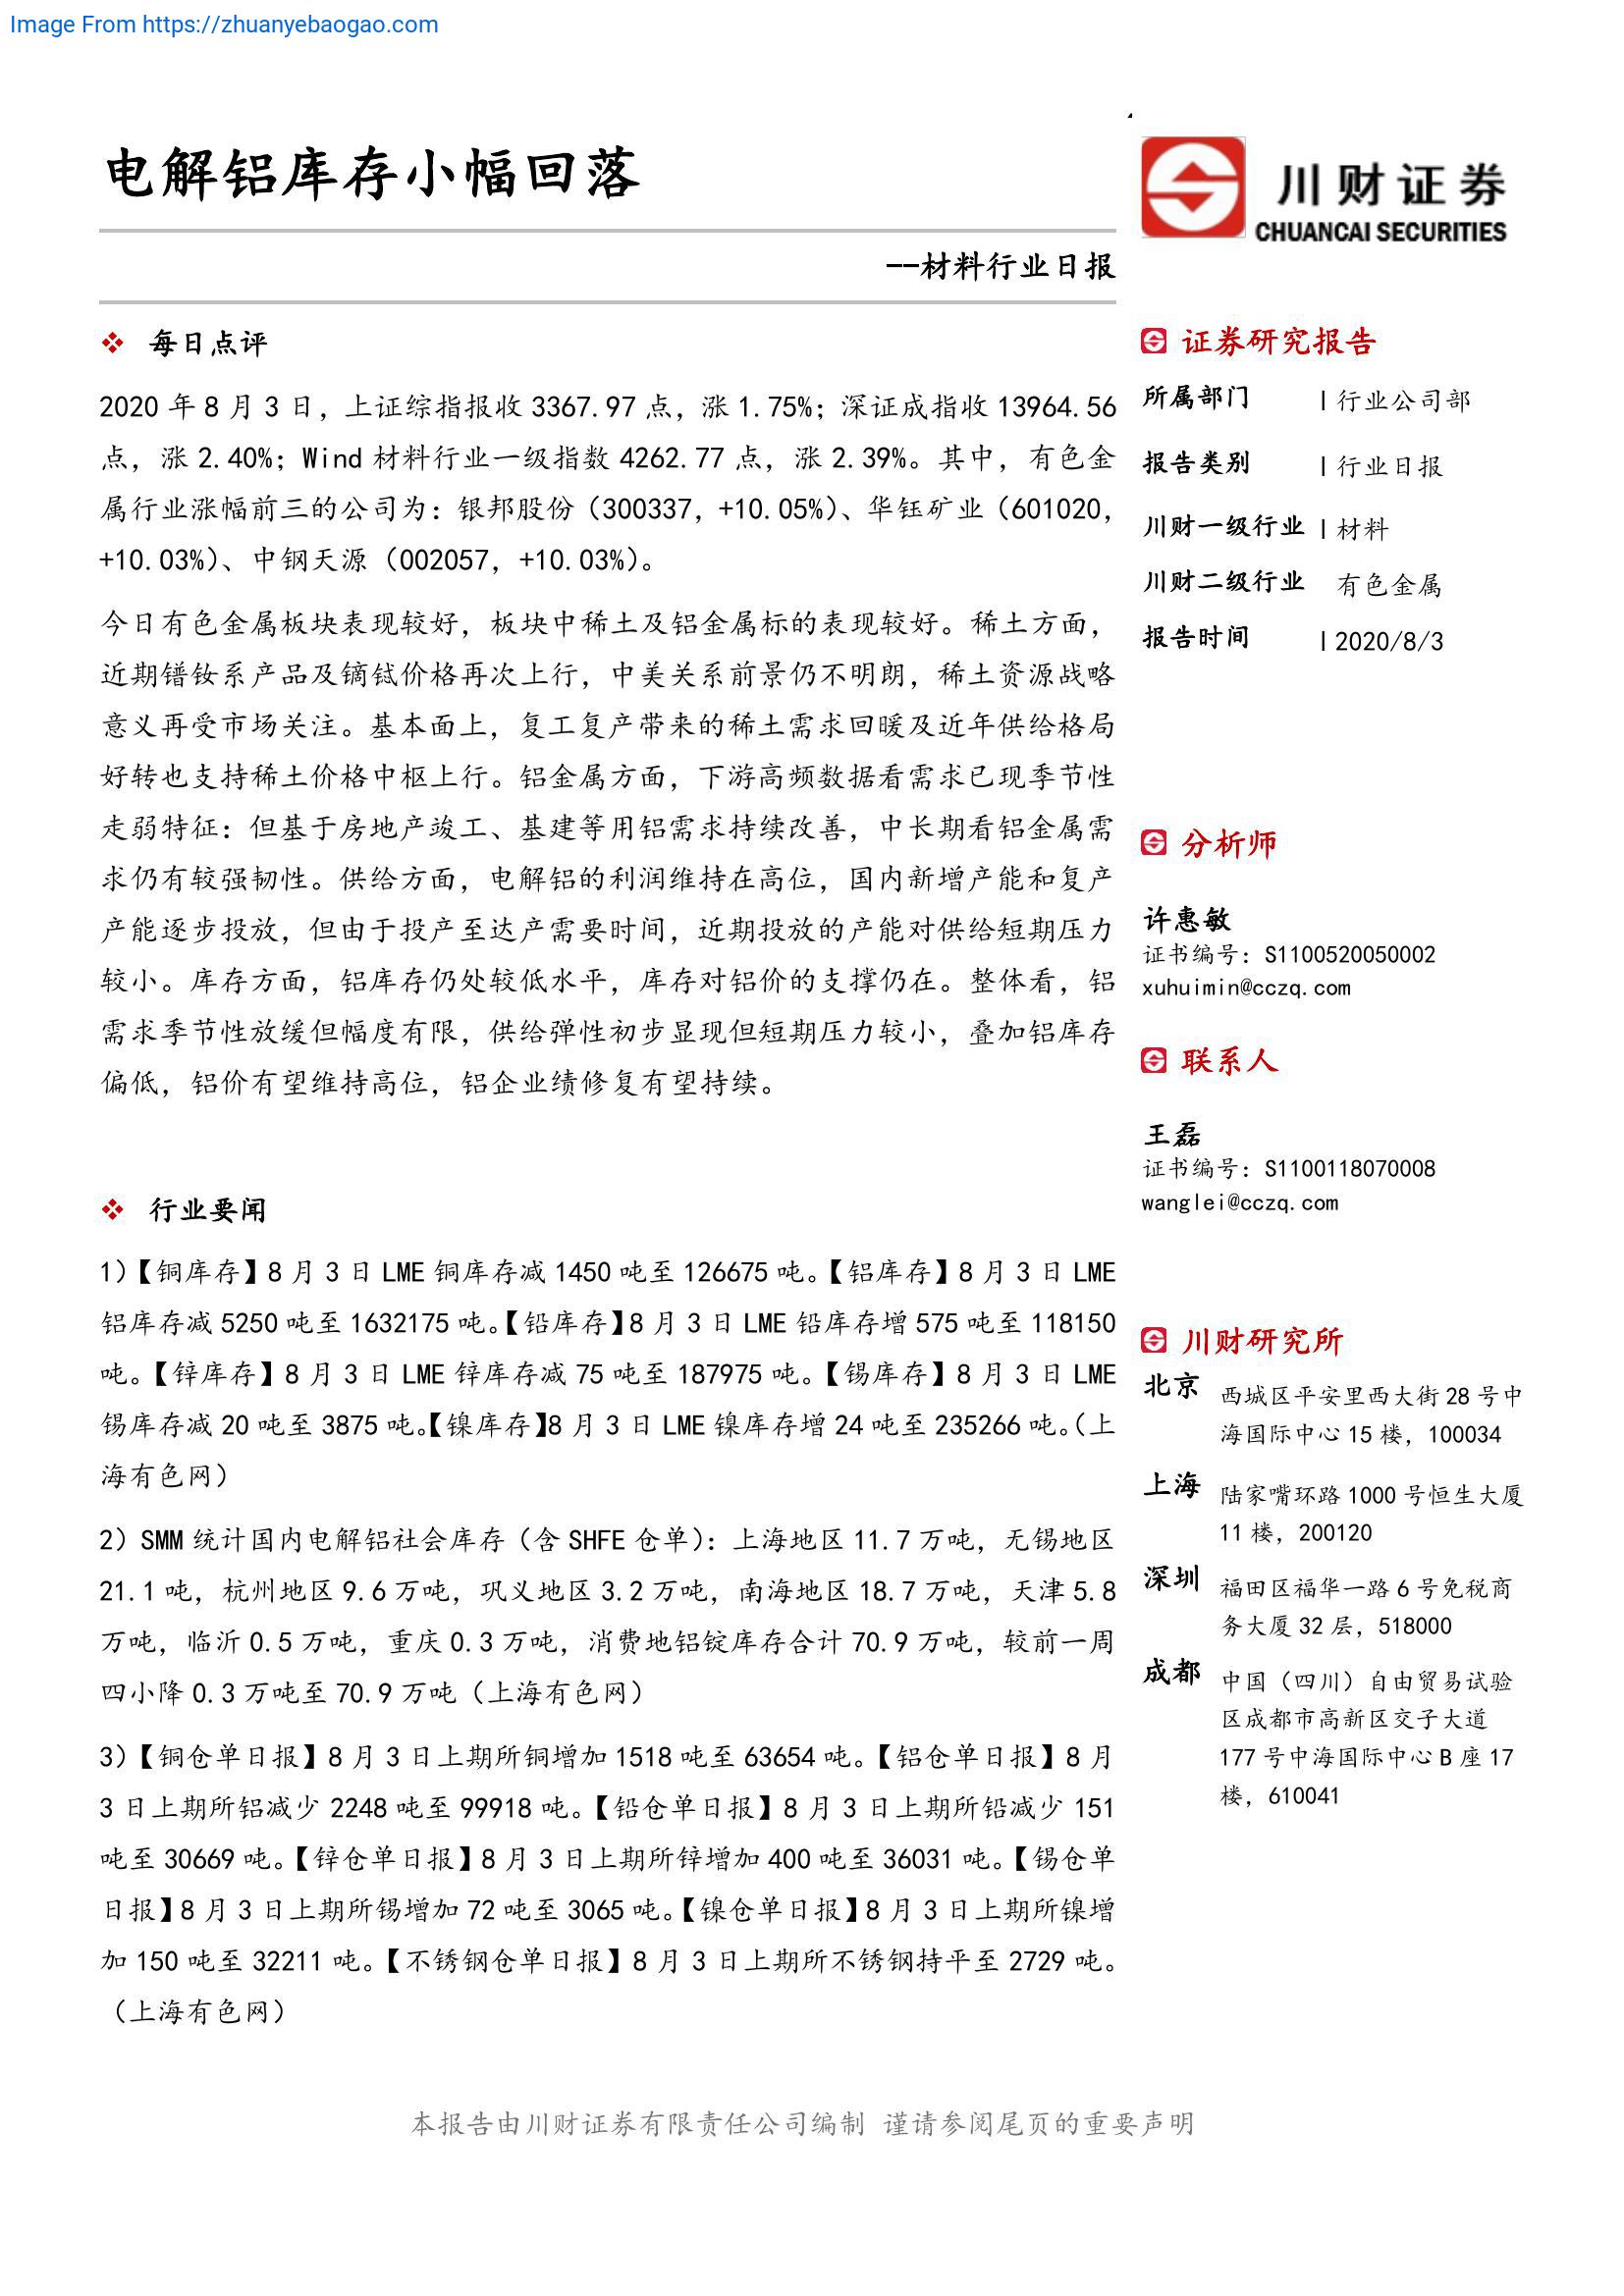 Image From https://zhuanyebaogao.com
电解铝库存小幅回落
川财证券
CHUANCAI SECURITIES
--材料行业日报
每日点评
2020 年 8 月 3 日，上证综指报收 3367.97 点，涨 1.75%；深证成指收 13964.56
点，涨 2.40%；Wind 材料行业一级指数 4262.77 点，涨 2.39%。其中，有色金
属行业涨幅前三的公司为：银邦股份（300337，+10.05%）、华钰矿业（601020，
+10.03%）、中钢天源（002057，+10.03%）。
今日有色金属板块表现较好，板块中稀土及铝金属标的表现较好。稀土方面，
近期镨钕系产品及镝铽价格再次上行，中美关系前景仍不明朗，稀土资源战略
意义再受市场关注。基本面上，复工复产带来的稀土需求回暖及近年供给格局
好转也支持稀土价格中枢上行。铝金属方面，下游高频数据看需求已现季节性
走弱特征：但基于房地产竣工、基建等用铝需求持续改善，中长期看铝金属需
求仍有较强韧性。供给方面，电解铝的利润维持在高位，国内新增产能和复产
产能逐步投放，但由于投产至达产需要时间，近期投放的产能对供给短期压力
较小。库存方面，铝库存仍处较低水平，库存对铝价的支撑仍在。整体看，铝
需求季节性放缓但幅度有限，供给弹性初步显现但短期压力较小，叠加铝库存
偏低，铝价有望维持高位，铝企业绩修复有望持续。
行业要闻
1）【铜库存】8 月 3 日 LME 铜库存减 1450 吨至 126675 吨。【铝库存】8 月 3 日 LME
铝库存减 5250 吨至 1632175 吨。【铅库存】8 月 3 日 LME 铅库存增 575 吨至 118150
吨。【锌库存】8 月 3 日 LME 锌库存减 75 吨至 187975 吨。【锡库存】8 月 3 日 LME
锡库存减 20 吨至 3875 吨。【镍库存】8 月 3 日 LME 镍库存增 24 吨至 235266 吨。（上
海有色网）
2）SMM 统计国内电解铝社会库存（含 SHFE 仓单）：上海地区 11.7 万吨，无锡地区
21.1 吨，杭州地区 9.6 万吨，巩义地区 3.2 万吨，南海地区 18.7 万吨，天津 5.8
万吨，临沂 0.5 万吨，重庆 0.3 万吨，消费地铝锭库存合计 70.9 万吨，较前一周
四小降 0.3 万吨至 70.9 万吨（上海有色网）
3）【铜仓单日报】8 月 3 日上期所铜增加 1518 吨至 63654 吨。【铝仓单日报】8 月
3 日上期所铝减少 2248 吨至 99918 吨。【铅仓单日报】8 月 3 日上期所铅减少 151
吨至 30669 吨。【锌仓单日报】8 月 3 日上期所锌增加 400 吨至 36031 吨。【锡仓单
日报】8 月 3 日上期所锡增加 72 吨至 3065 吨。【镍仓单日报】8 月 3 日上期所镍增
加 150 吨至 32211 吨。【不锈钢仓单日报】8 月 3 日上期所不锈钢持平至 2729 吨。
（上海有色网）
证券研究报告
所属部门 | 行业公司部
报告类别 | 行业日报
川财一级行业 | 材料
川财二级行业 有色金属
报告时间 | 2020/8/3
分析师
许惠敏
证书编号：S1100520050002
xuhuimin@cczq.com
联系人
王磊
证书编号：S1100118070008
wanglei@cczq.com
川财研究所
北京 西城区平安里西大街 28 号中
海国际中心 15 楼，100034
上海 陆家嘴环路 1000 号恒生大厦
11 楼，200120
深圳 福田区福华一路 6 号免税商
务大厦 32 层，518000
成都 中国（四川）自由贸易试验
区成都市高新区交子大道
177 号中海国际中心 B 座 17
楼，610041
本报告由川财证券有限责任公司编制 谨请参阅尾页的重要声明